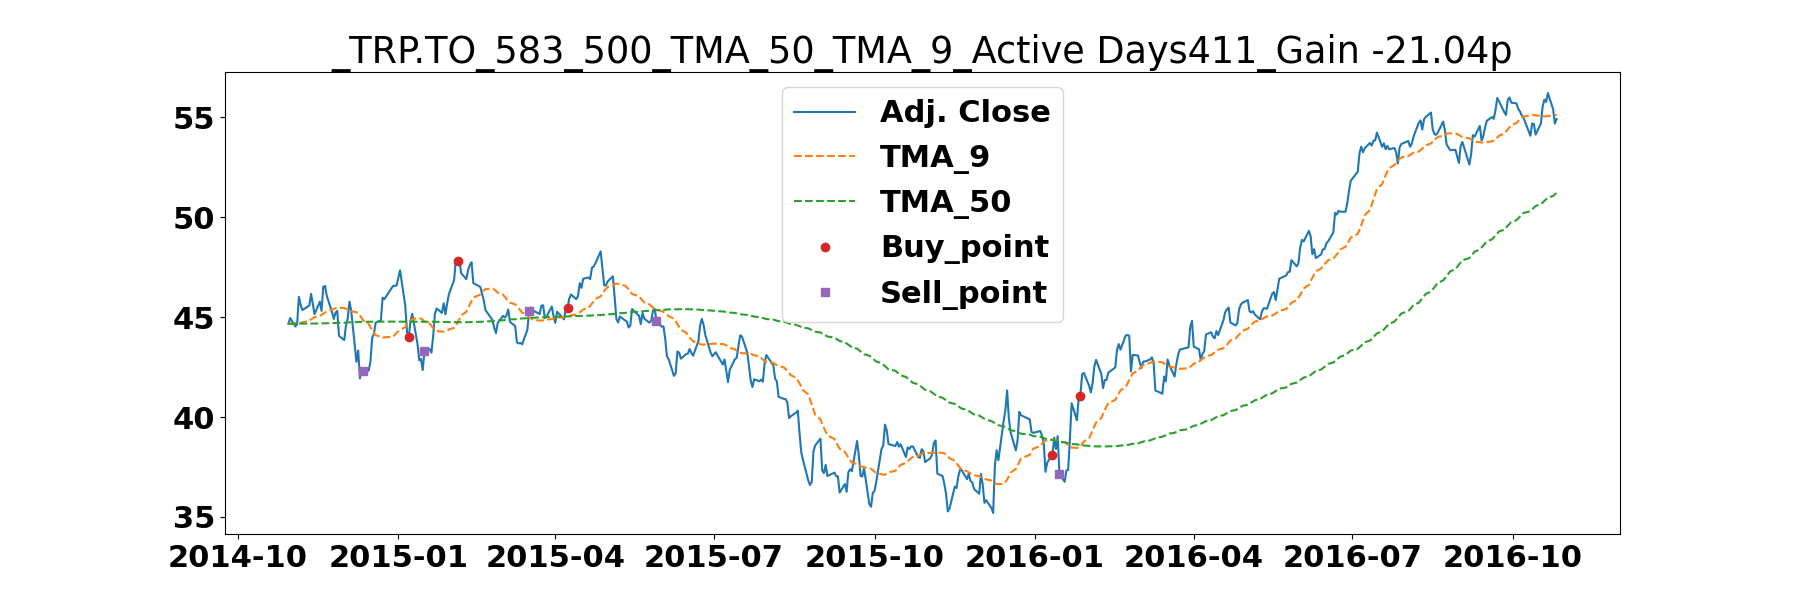 _TRP.TO_583_500_TMA_50_TMA_9_Active Days411_Gain -21.04p
Adj. Close
TMA_9
TMA_50
Buy_point
Sell_point
55
50
45
40
35
2014-10 2015-01 2015-04 2015-07 2015-10 2016-01 2016-04 2016-07 2016-10